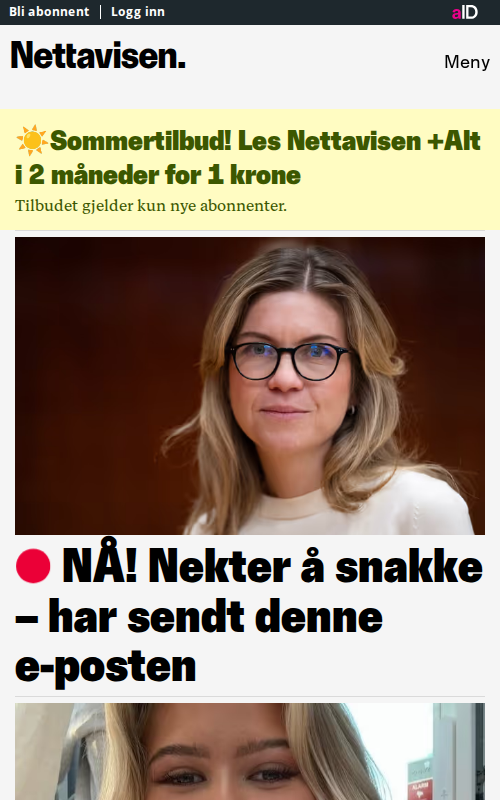 Bli abonnent | Logg inn
aID
Nettavisen.
Meny
☀️Sommertilbud! Les Nettavisen +Alt
i 2 måneder for 1 krone
Tilbudet gjelder kun nye abonnenter.
🔴 NÅ! Nekter å snakke
– har sendt denne
e-posten
ALARM